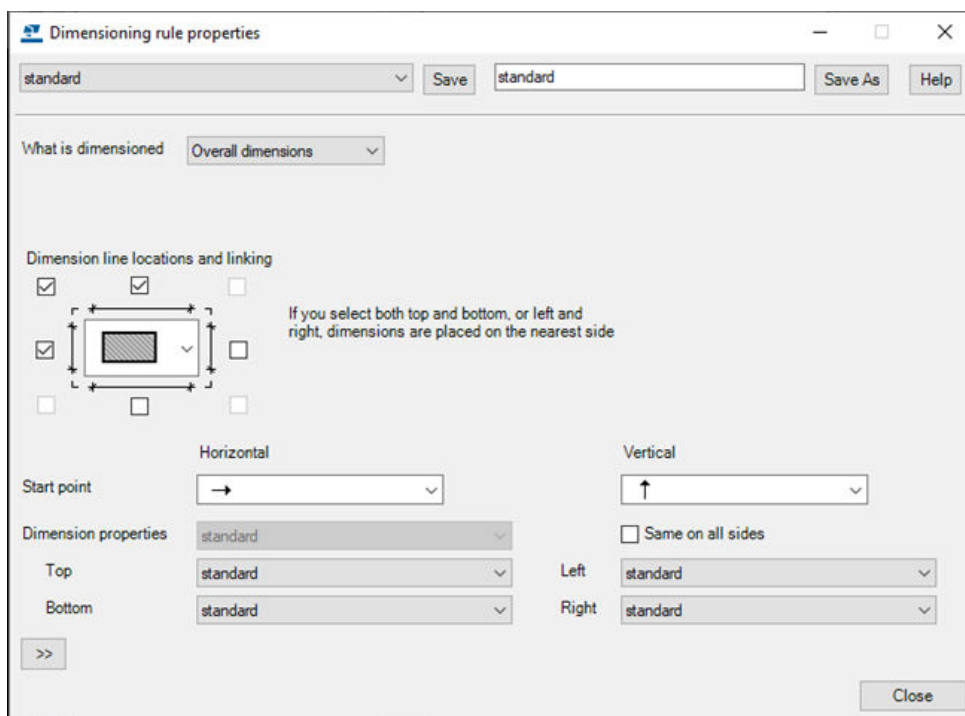 Dimensioning rule properties
standard Save standard Save As Help
What is dimensioned Overall dimensions
Dimension line locations and linking
If you select both top and bottom, or left and
right, dimensions are placed on the nearest side
Horizontal Vertical
Start point
Dimension properties standard Same on all sides
Top standard Left standard
Bottom standard Right standard
>>
Close